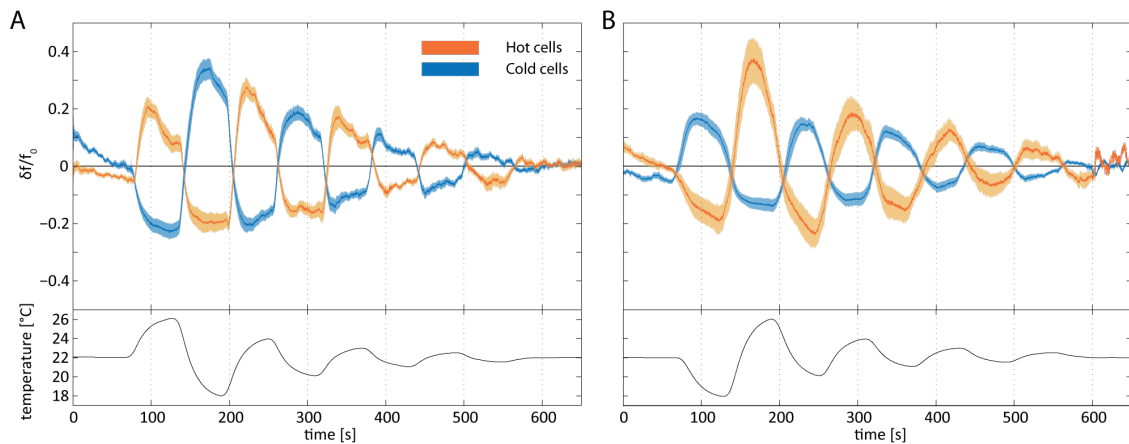 A
B
Hot cells
Cold cells
δf/f0
0.4
0.2
0
−0.2
−0.4
temperature [°C]
26
24
22
20
18
0 100 200 300 400 500 600
time [s]
0 100 200 300 400 500 600
time [s]